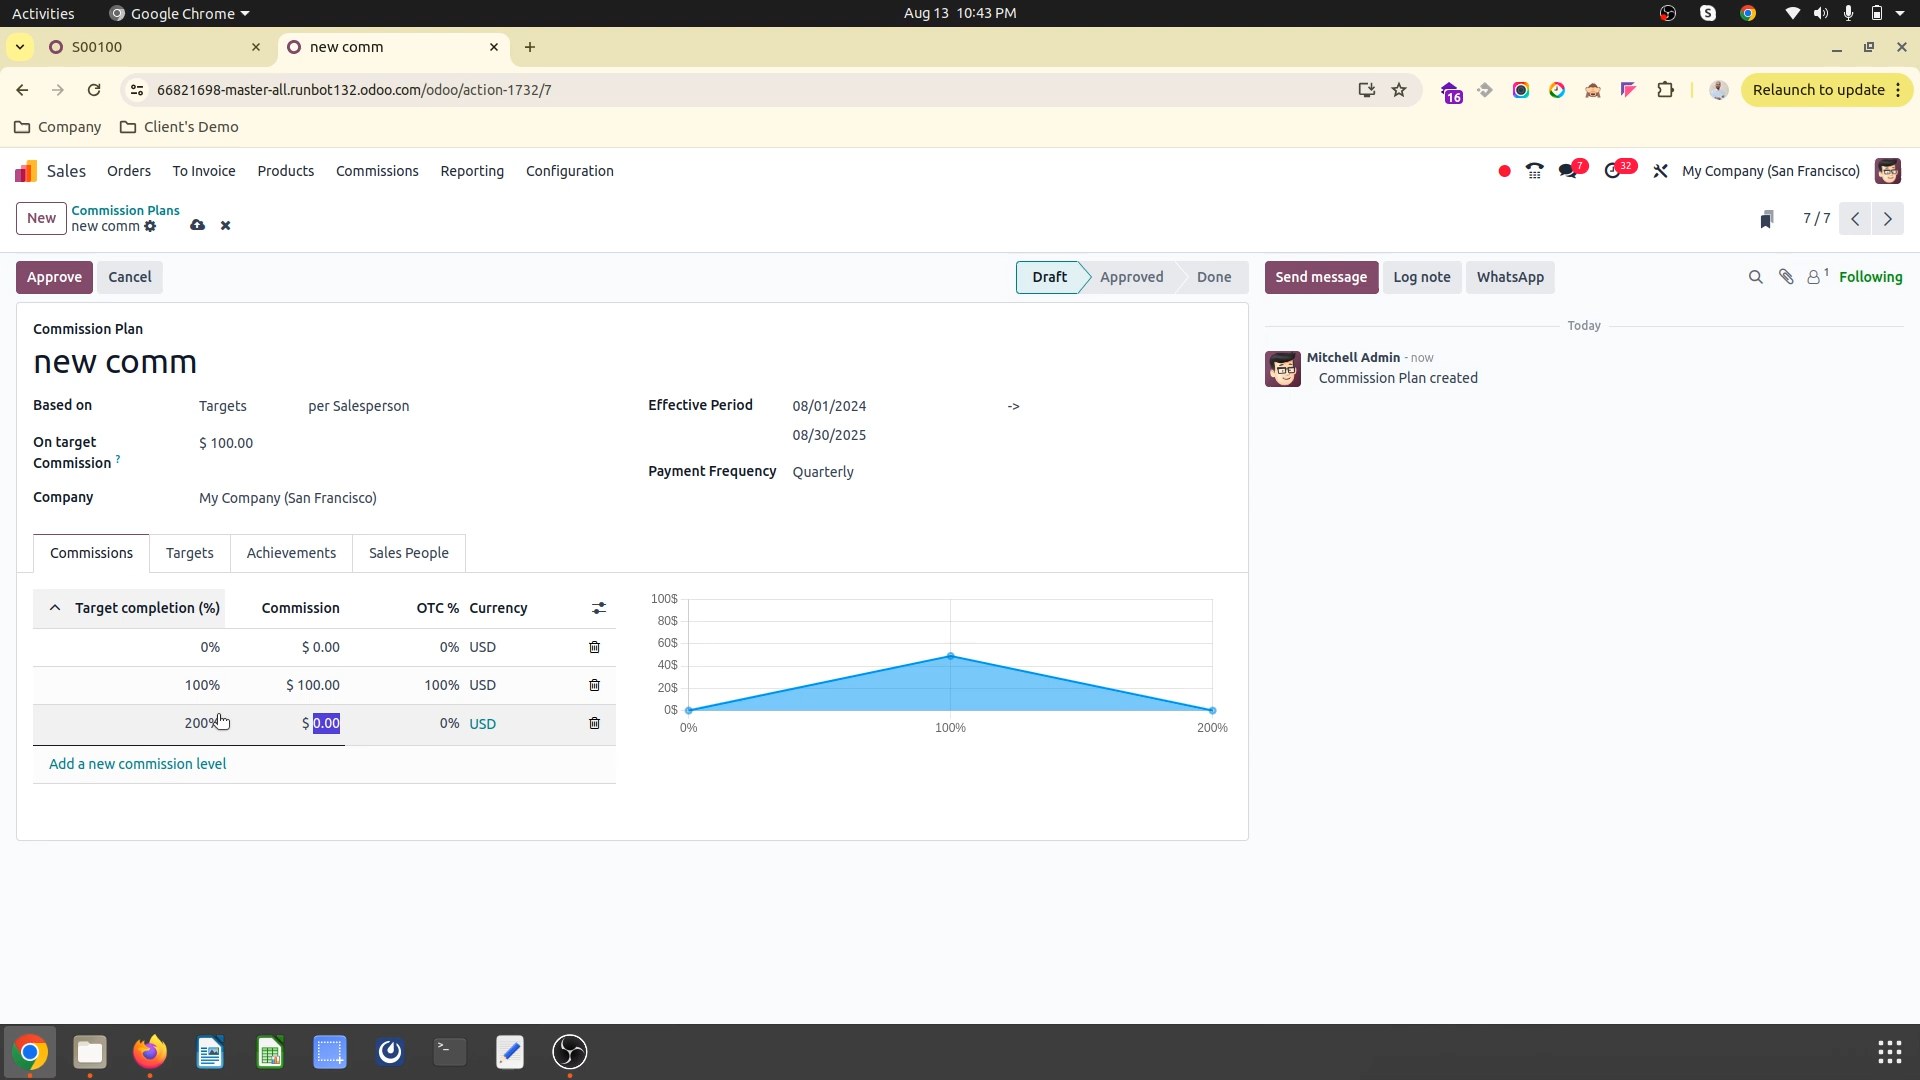 Activities
Google Chrome
Aug 13 10:43 PM
S00100
new comm
66821698-master-all.runbot132.odoo.com/odoo/action-1732/7
16
Relaunch to update
Company
Client's Demo
Sales
Orders
To Invoice
Products
Commissions
Reporting
Configuration
7
32
My Company (San Francisco)
New
Commission Plans
new comm
7 / 7
Approve
Cancel
Draft
Approved
Done
Send message
Log note
WhatsApp
1
Following
Today
Commission Plan
new comm
Mitchell Admin - now
Commission Plan created
Based on
Targets
per Salesperson
Effective Period
08/01/2024
->
08/30/2025
On target
Commission ?
$ 100.00
Payment Frequency
Quarterly
Company
My Company (San Francisco)
Commissions
Targets
Achievements
Sales People
Target completion (%)
Commission
OTC %
Currency
0%
$ 0.00
0%
USD
100%
$ 100.00
100%
USD
200%
$ 0.00
0%
USD
Add a new commission level
100$
80$
60$
40$
20$
0$
0%
100%
200%